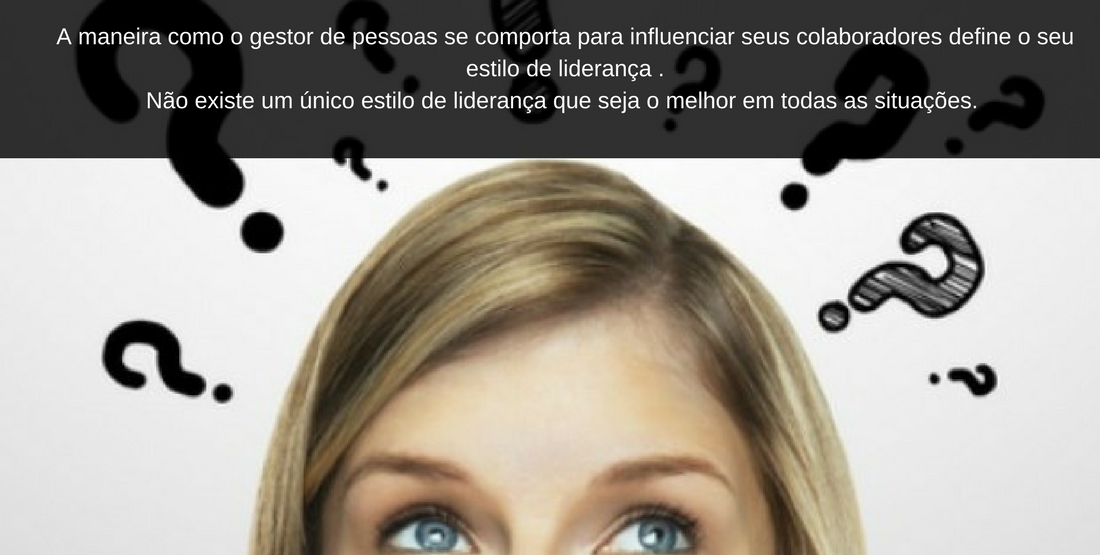 A maneira como o gestor de pessoas se comporta para influenciar seus colaboradores define o seu
estilo de liderança .
Não existe um único estilo de liderança que seja o melhor em todas as situações.